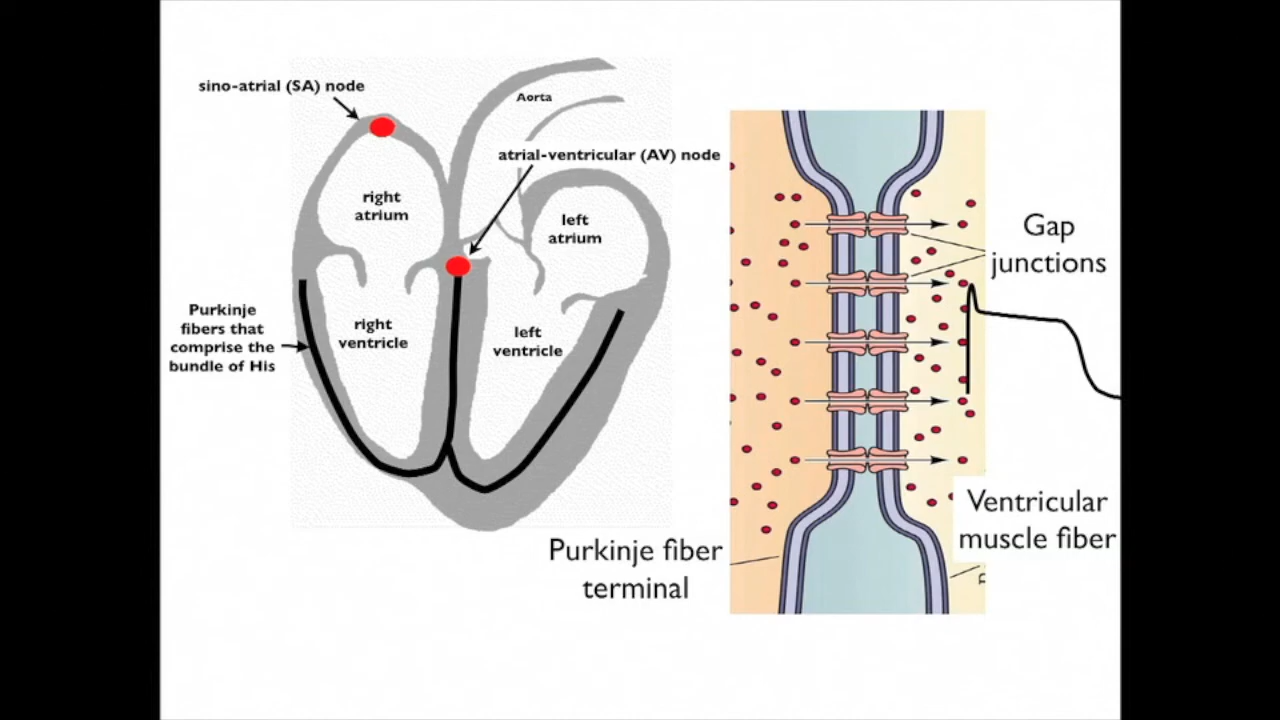 sino-atrial (SA) node
Aorta
atrial-ventricular (AV) node
right
atrium
left
atrium
Purkinje
fibers that
comprise the
bundle of His
right
ventricle
left
ventricle
Gap
junctions
Ventricular
muscle fiber
Purkinje fiber
terminal